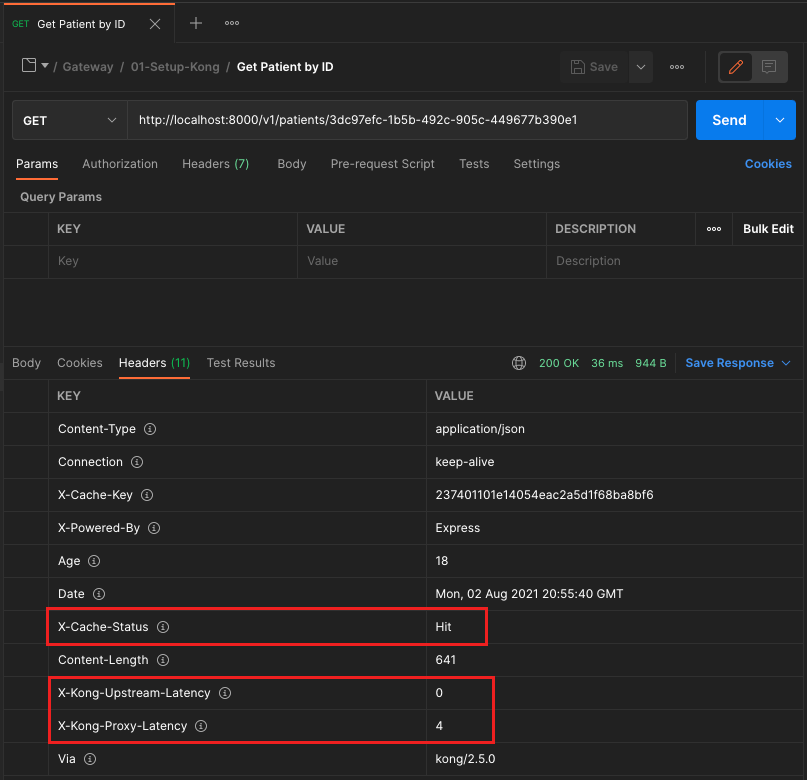 GET Get Patient by ID
/ Gateway / 01-Setup-Kong / Get Patient by ID Save
GET http://localhost:8000/v1/patients/3dc97efc-1b5b-492c-905c-449677b390e1 Send
Params Authorization Headers (7) Body Pre-request Script Tests Settings Cookies
Query Params
KEY VALUE DESCRIPTION Bulk Edit
Key Value Description
Body Cookies Headers (11) Test Results 200 OK 36 ms 944 B Save Response
KEY VALUE
Content-Type application/json
Connection keep-alive
X-Cache-Key 237401101e14054eac2a5d1f68ba8bf6
X-Powered-By Express
Age 18
Date Mon, 02 Aug 2021 20:55:40 GMT
X-Cache-Status Hit
Content-Length 641
X-Kong-Upstream-Latency 0
X-Kong-Proxy-Latency 4
Via kong/2.5.0